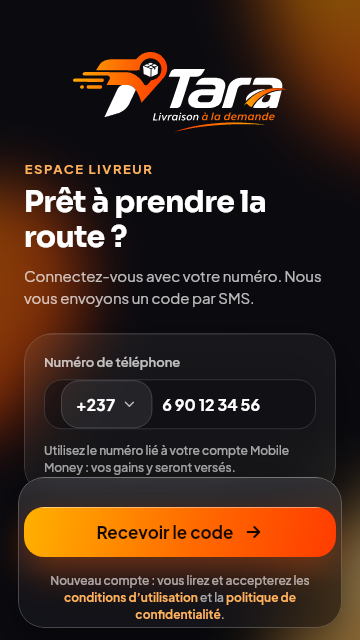 Tara
Livraison à la demande
ESPACE LIVREUR
Prêt à prendre la
route ?
Connectez-vous avec votre numéro. Nous
vous envoyons un code par SMS.
Numéro de téléphone
+237 6 90 12 34 56
Utilisez le numéro lié à votre compte Mobile
Money : vos gains y seront versés.
Recevoir le code →
Nouveau compte : vous lirez et accepterez les
conditions d’utilisation et la politique de
confidentialité.